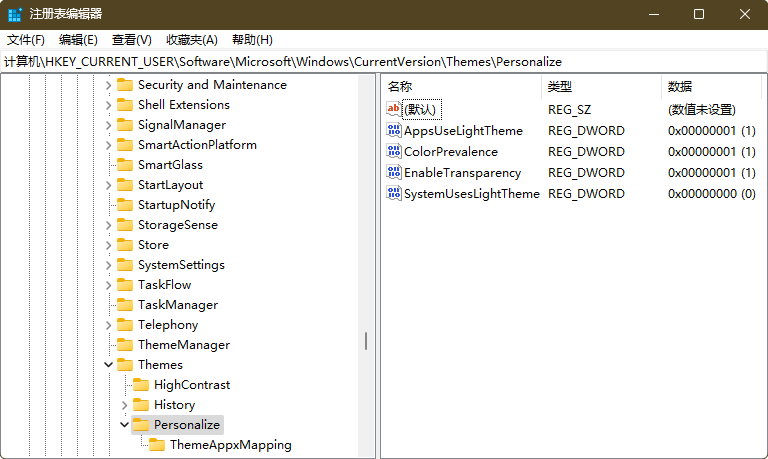 注册表编辑器
文件(F) 编辑(E) 查看(V) 收藏夹(A) 帮助(H)
计算机\HKEY_CURRENT_USER\Software\Microsoft\Windows\CurrentVersion\Themes\Personalize
Security and Maintenance
Shell Extensions
SignalManager
SmartActionPlatform
SmartGlass
StartLayout
StartupNotify
StorageSense
Store
SystemSettings
TaskFlow
TaskManager
Telephony
ThemeManager
Themes
HighContrast
History
Personalize
ThemeAppxMapping
名称 类型 数据
(默认) REG_SZ (数值未设置)
AppsUseLightTheme REG_DWORD 0x00000001 (1)
ColorPrevalence REG_DWORD 0x00000001 (1)
EnableTransparency REG_DWORD 0x00000001 (1)
SystemUsesLightTheme REG_DWORD 0x00000000 (0)